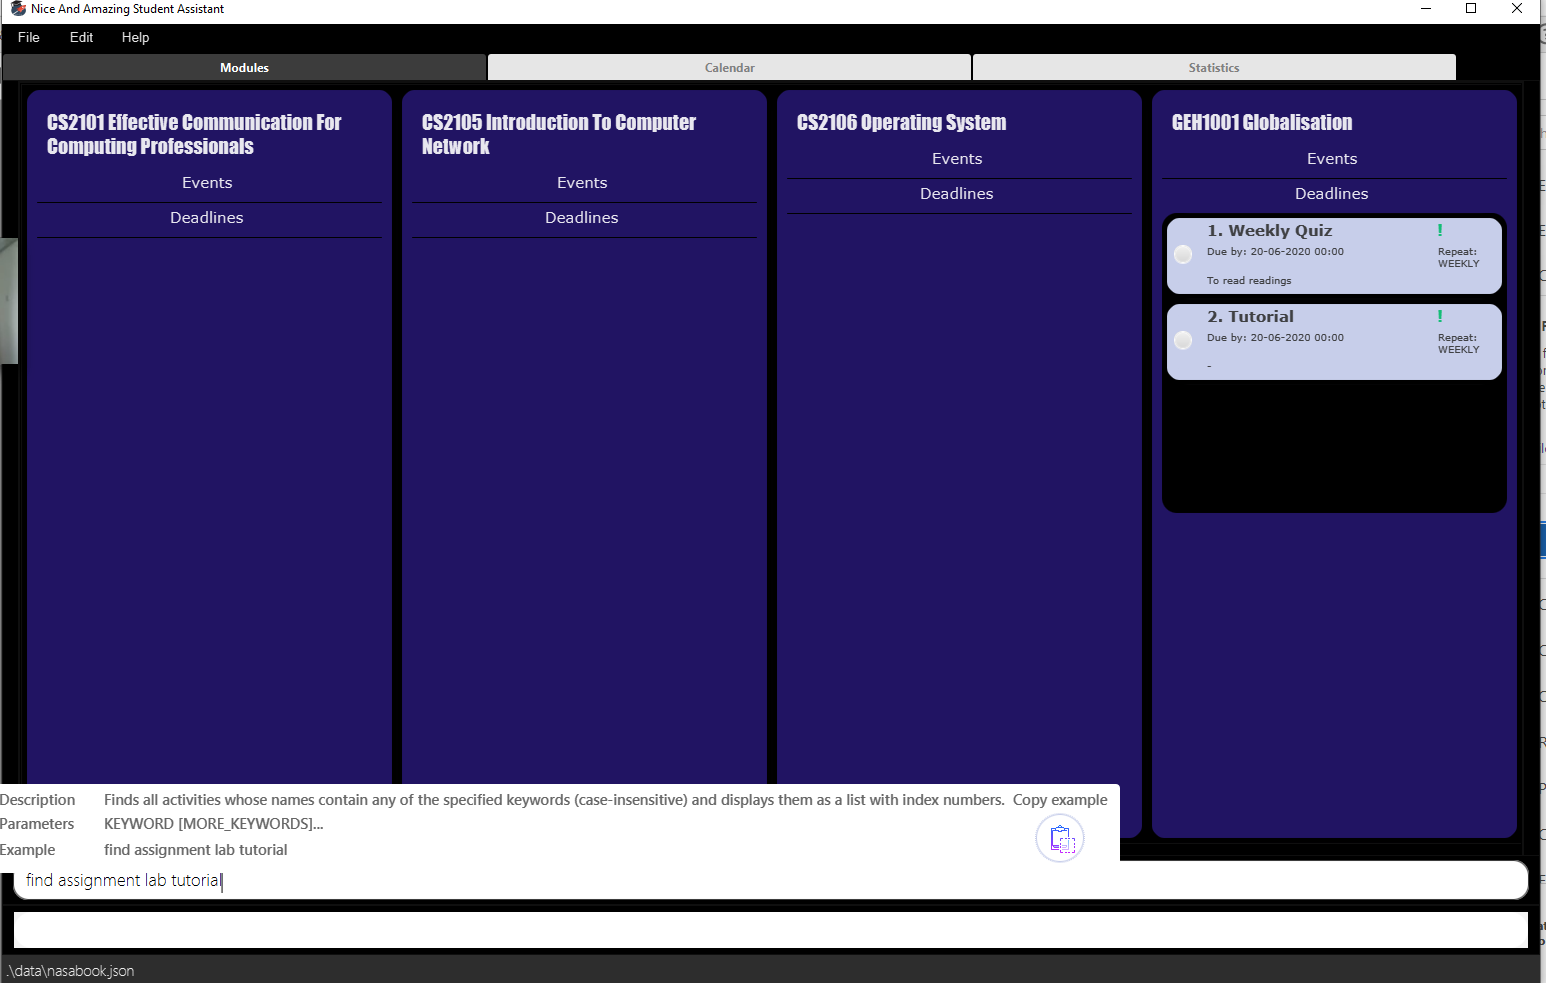 Nice And Amazing Student Assistant
File Edit Help
Modules Calendar Statistics
CS2101 Effective Communication For
Computing Professionals
Events
Deadlines
CS2105 Introduction To Computer
Network
Events
Deadlines
CS2106 Operating System
Events
Deadlines
GEH1001 Globalisation
Events
Deadlines
1. Weekly Quiz !
Due by: 20-06-2020 00:00 Repeat:
WEEKLY
To read readings
2. Tutorial !
Due by: 20-06-2020 00:00 Repeat:
WEEKLY
-
Description Finds all activities whose names contain any of the specified keywords (case-insensitive) and displays them as a list with index numbers. Copy example
Parameters KEYWORD [MORE_KEYWORDS]...
Example find assignment lab tutorial
find assignment lab tutorial
.\data\nasabook.json